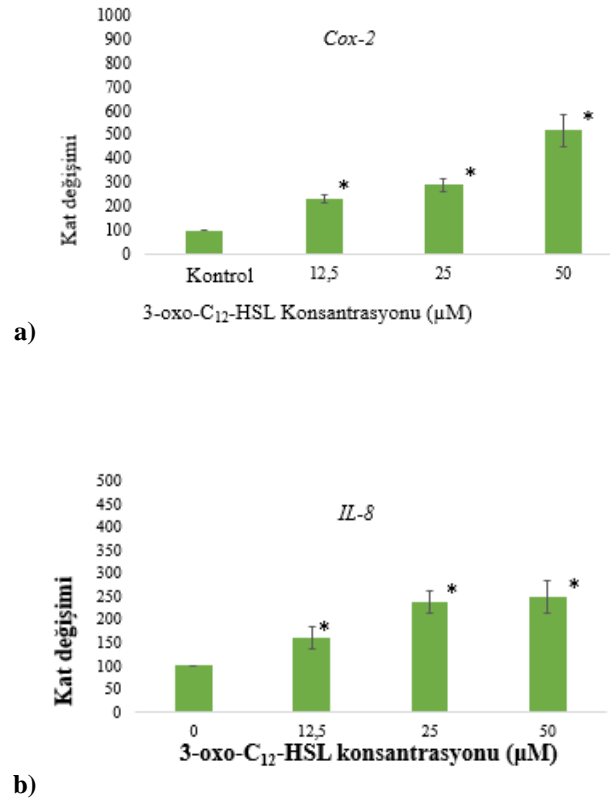 1000
900
800
700
600
500
400
300
200
100
0
Kat değişimi
Cox-2
*
*
*
Kontrol 12,5 25 50
3-oxo-C₁₂-HSL Konsantrasyonu (µM)
a)
500
450
400
350
300
250
200
150
100
50
0
Kat değişimi
IL-8
*
*
*
0 12,5 25 50
3-oxo-C₁₂-HSL konsantrasyonu (µM)
b)